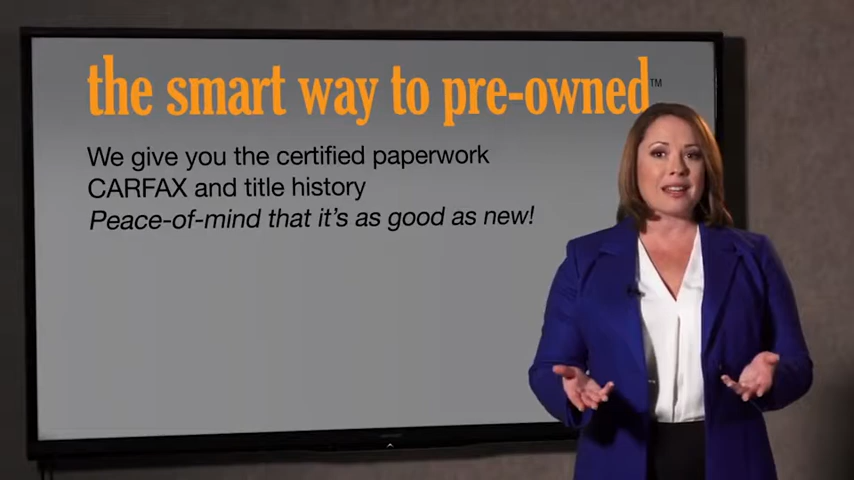 the smart way to pre-owned™
We give you the certified paperwork
CARFAX and title history
Peace-of-mind that it's as good as new!